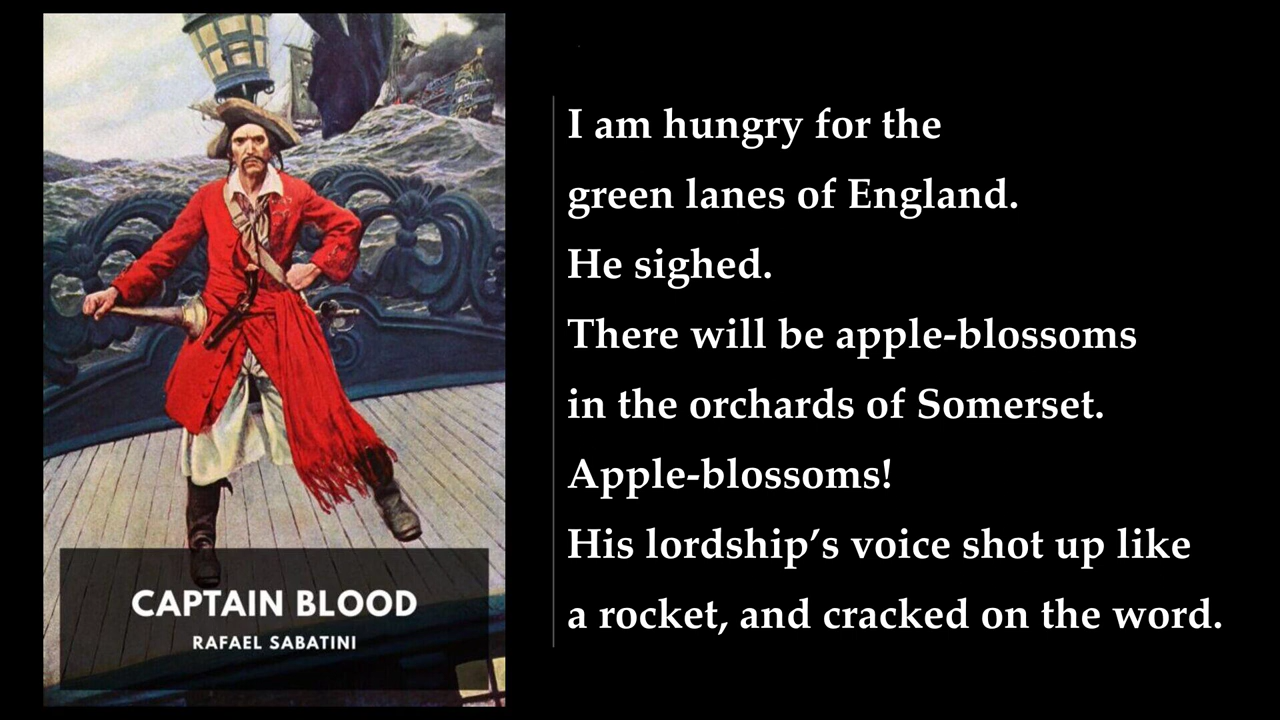 CAPTAIN BLOOD
RAFAEL SABATINI
I am hungry for the
green lanes of England.
He sighed.
There will be apple-blossoms
in the orchards of Somerset.
Apple-blossoms!
His lordship’s voice shot up like
a rocket, and cracked on the word.